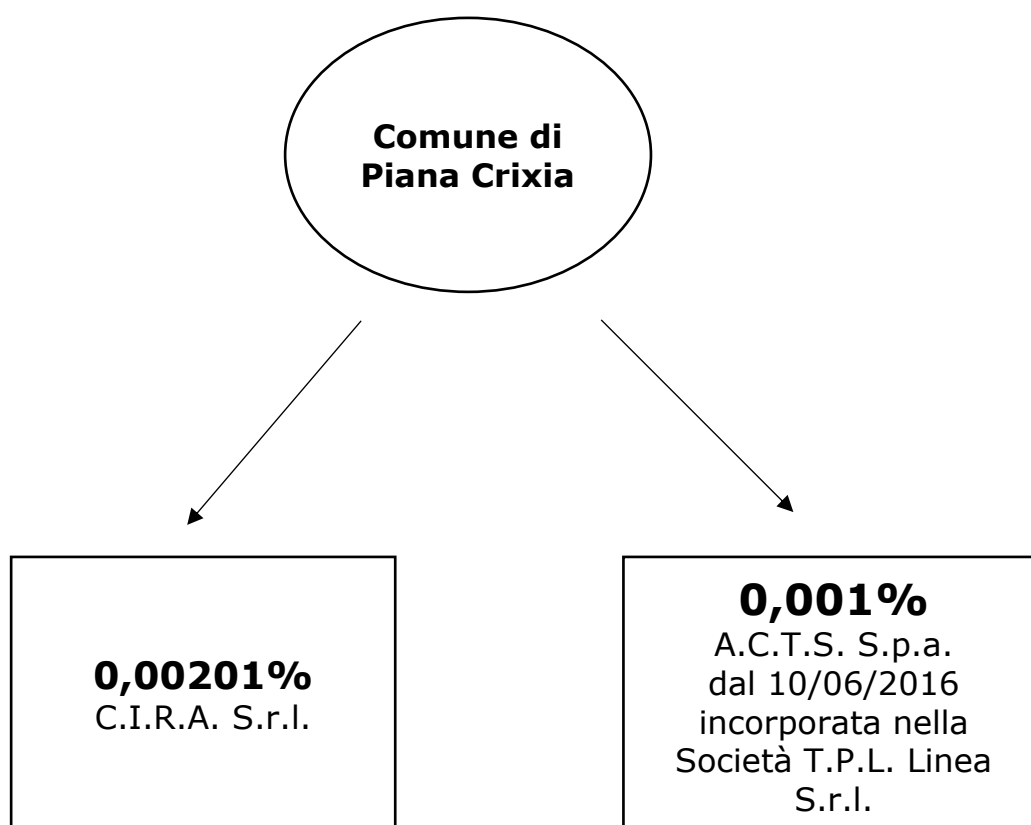 Comune di
Piana Crixia
0,00201%
C.I.R.A. S.r.l.
0,001%
A.C.T.S. S.p.a.
dal 10/06/2016
incorporata nella
Società T.P.L. Linea
S.r.l.